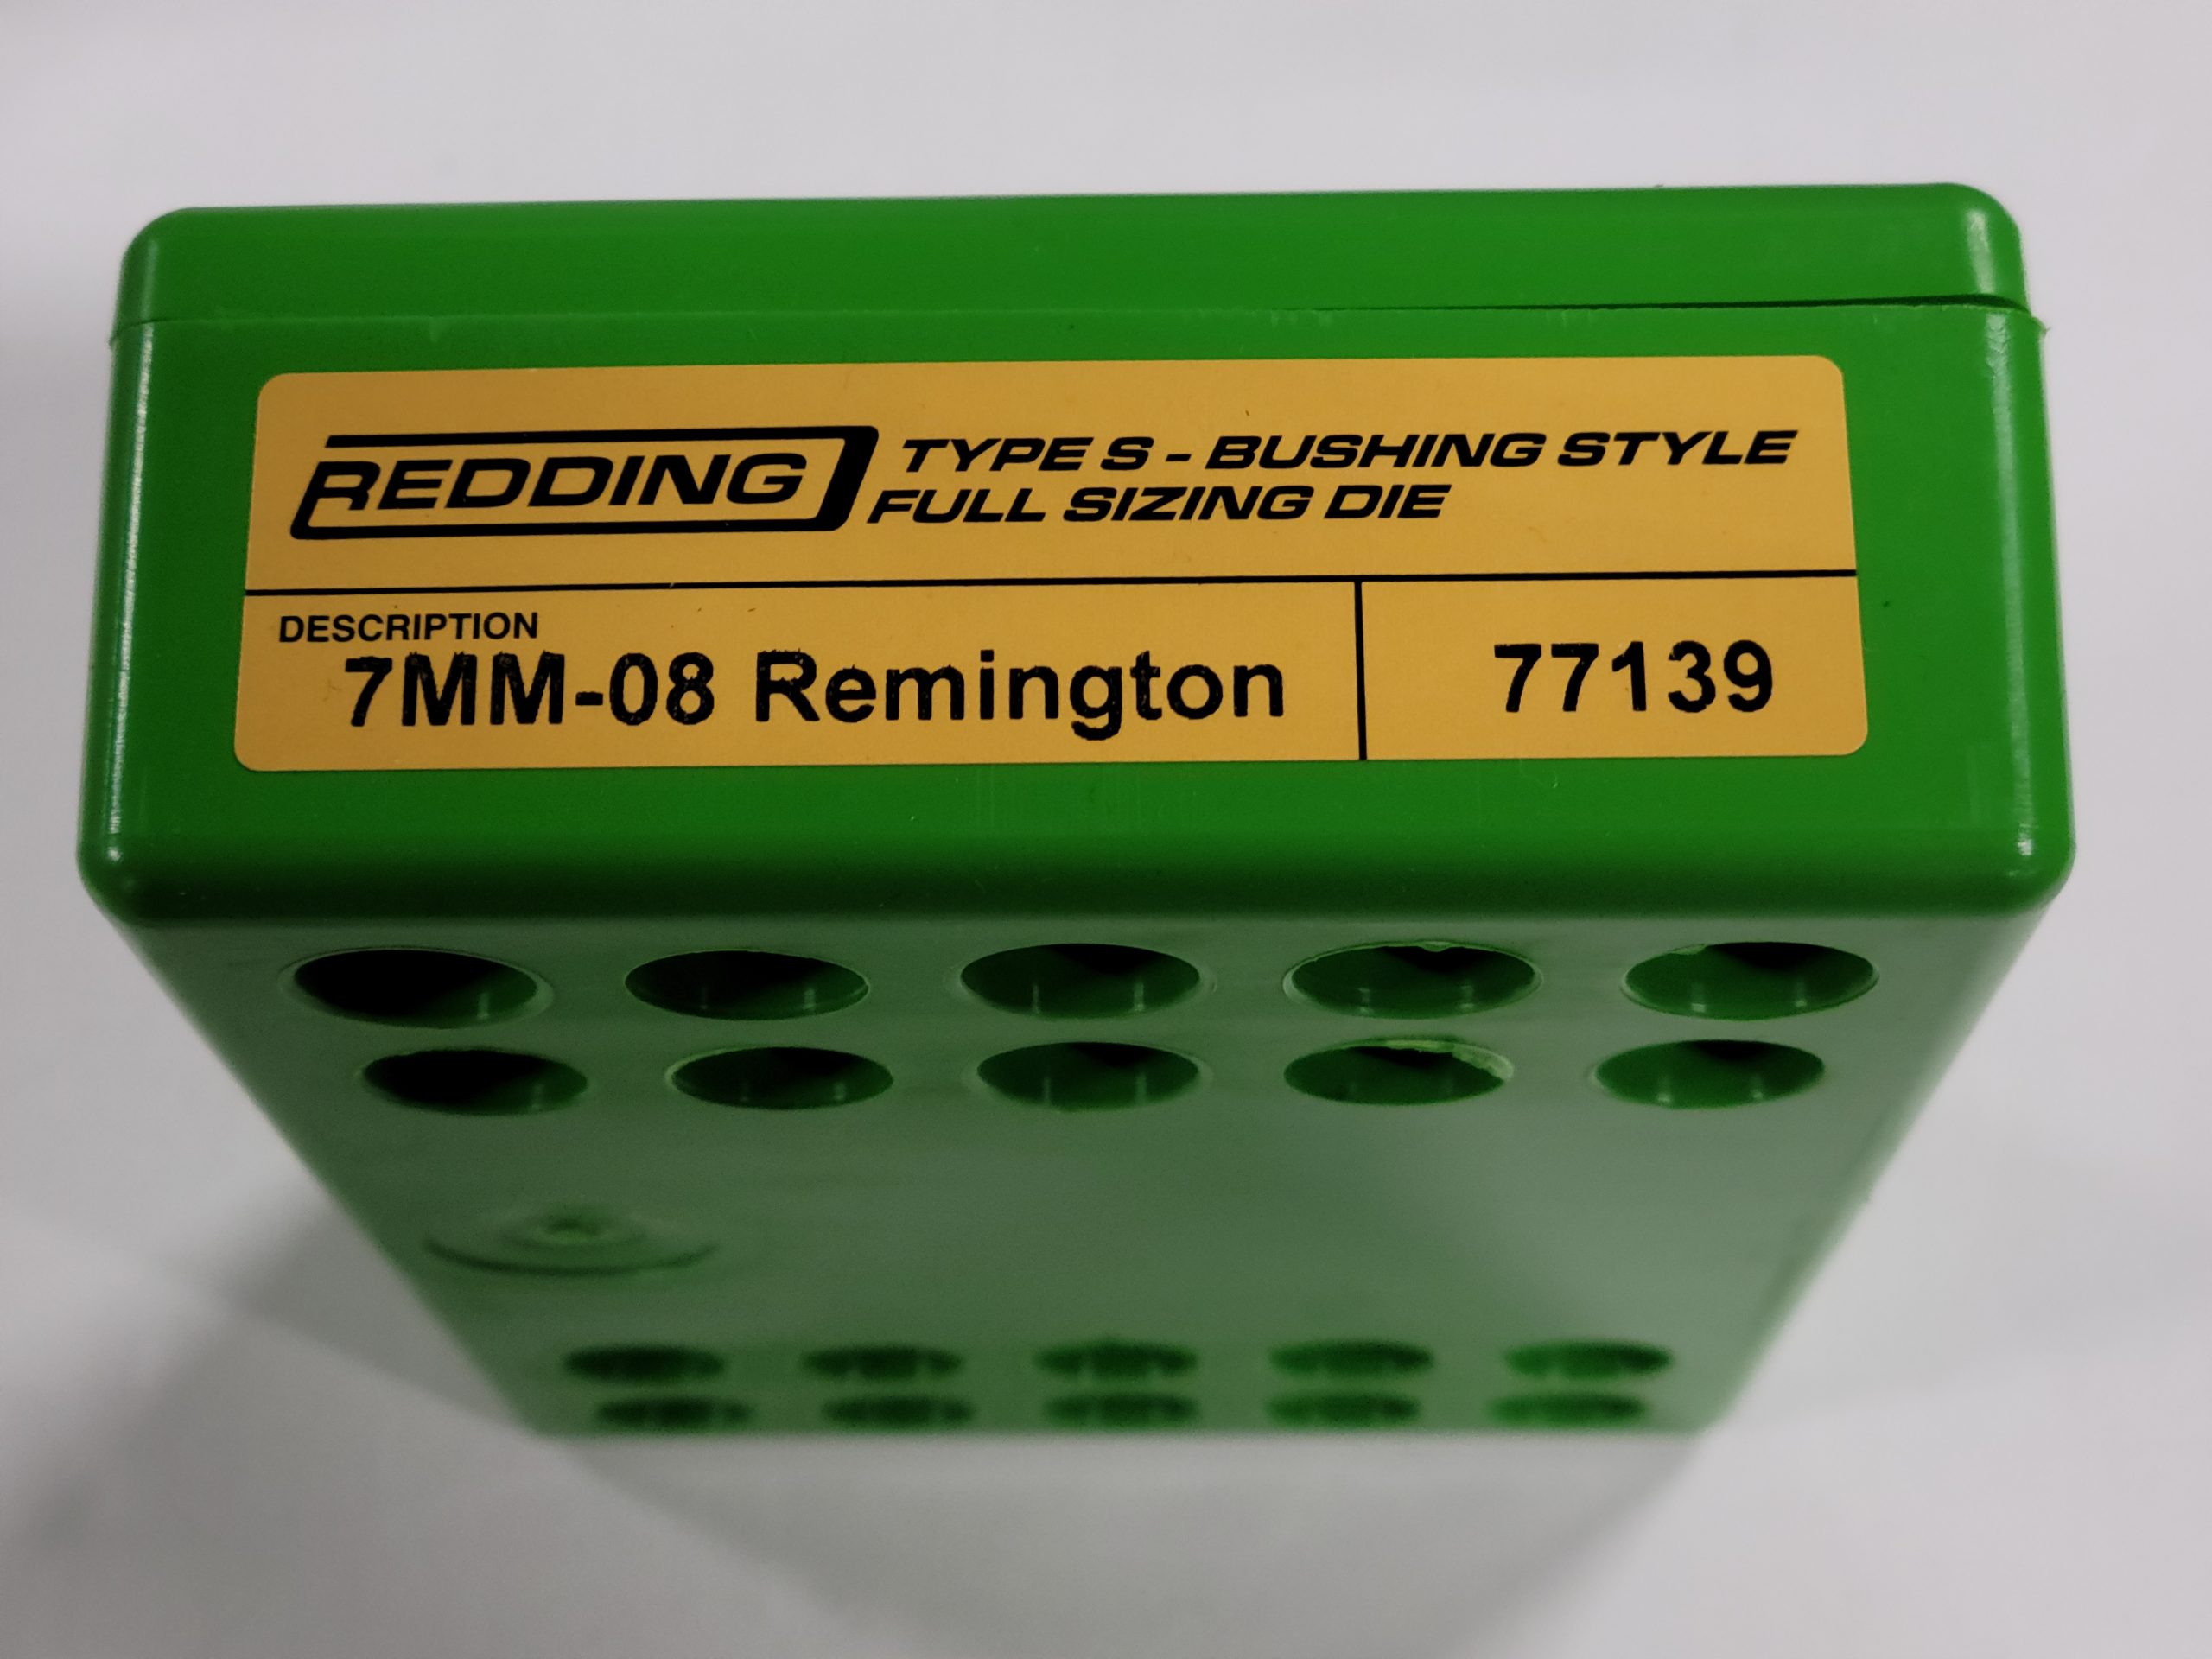 REDDING TYPE S - BUSHING STYLE
FULL SIZING DIE
DESCRIPTION
7MM-08 Remington 77139